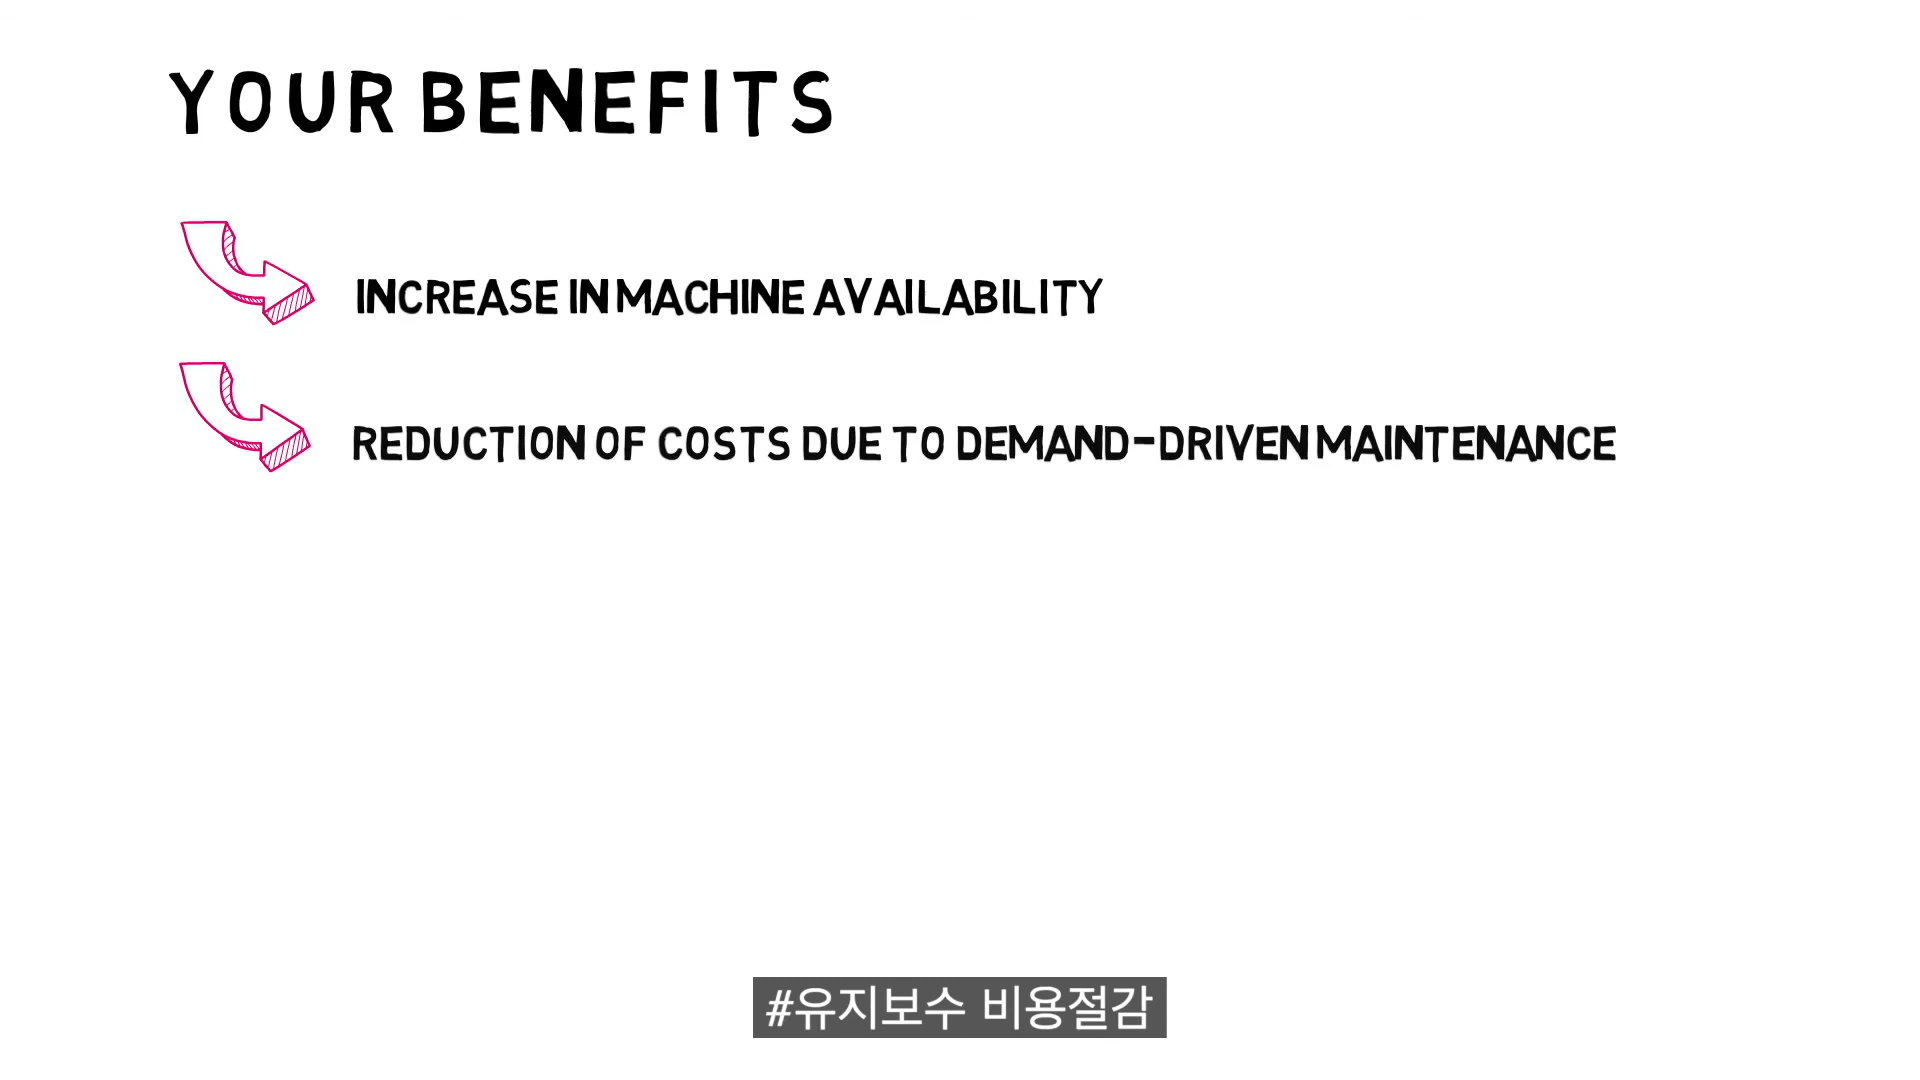 YOUR BENEFITS
INCREASE IN MACHINE AVAILABILITY
REDUCTION OF COSTS DUE TO DEMAND-DRIVEN MAINTENANCE
#유지보수 비용절감